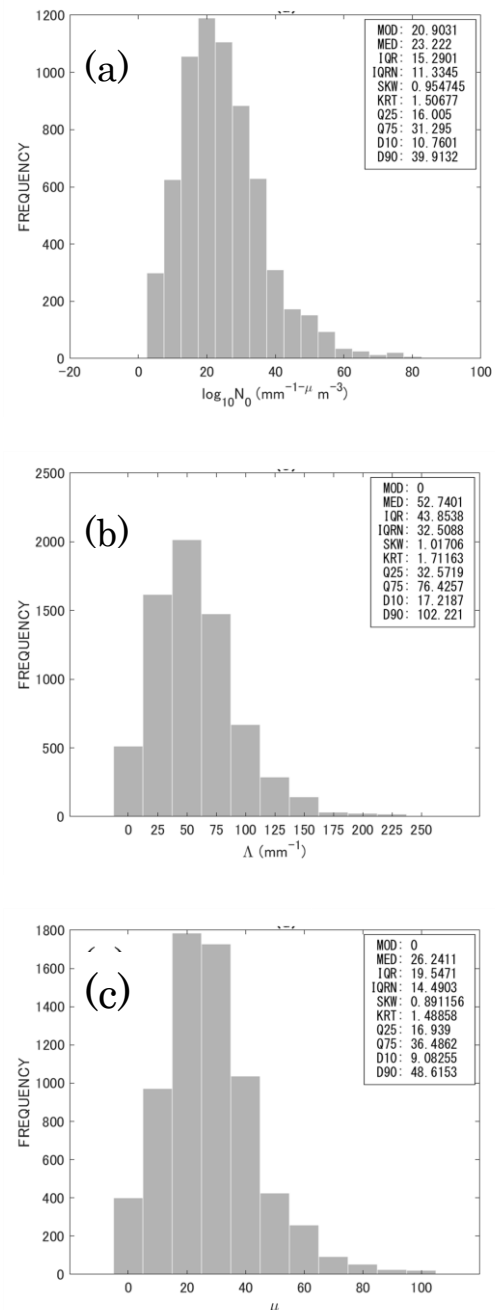 1200
1000
800
600
400
200
0
FREQUENCY
(a)
MOD: 20.9031
MED: 23.222
IQR: 15.2901
IQRN: 11.3345
SKW: 0.954745
KRT: 1.50677
Q25: 16.005
Q75: 31.295
D10: 10.7601
D90: 39.9132
-20 0 20 40 60 80 100
log₁₀N₀ (mm⁻¹⁻μ m⁻³)
2500
2000
1500
1000
500
0
FREQUENCY
(b)
MOD: 0
MED: 52.7401
IQR: 43.8538
IQRN: 32.5088
SKW: 1.01706
KRT: 1.71163
Q25: 32.5719
Q75: 76.4257
D10: 17.2187
D90: 102.221
0 25 50 75 100 125 150 175 200 225 250
Λ (mm⁻¹)
1800
1600
1400
1200
1000
800
600
400
200
0
FREQUENCY
(c)
MOD: 0
MED: 26.2411
IQR: 19.5471
IQRN: 14.4903
SKW: 0.891156
KRT: 1.48858
Q25: 16.939
Q75: 36.4862
D10: 9.08255
D90: 48.6153
0 20 40 60 80 100
μ